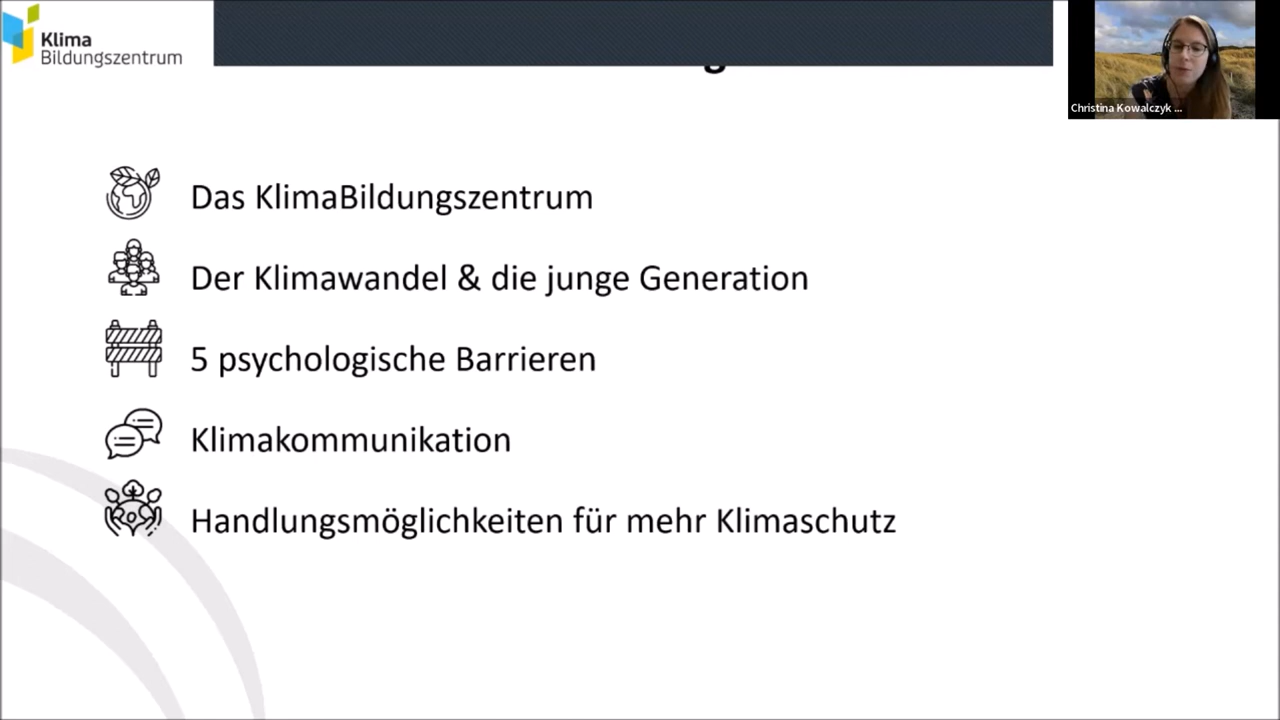 Klima
Bildungszentrum
Christina Kowalczyk ...
Das KlimaBildungszentrum
Der Klimawandel & die junge Generation
5 psychologische Barrieren
Klimakommunikation
Handlungsmöglichkeiten für mehr Klimaschutz